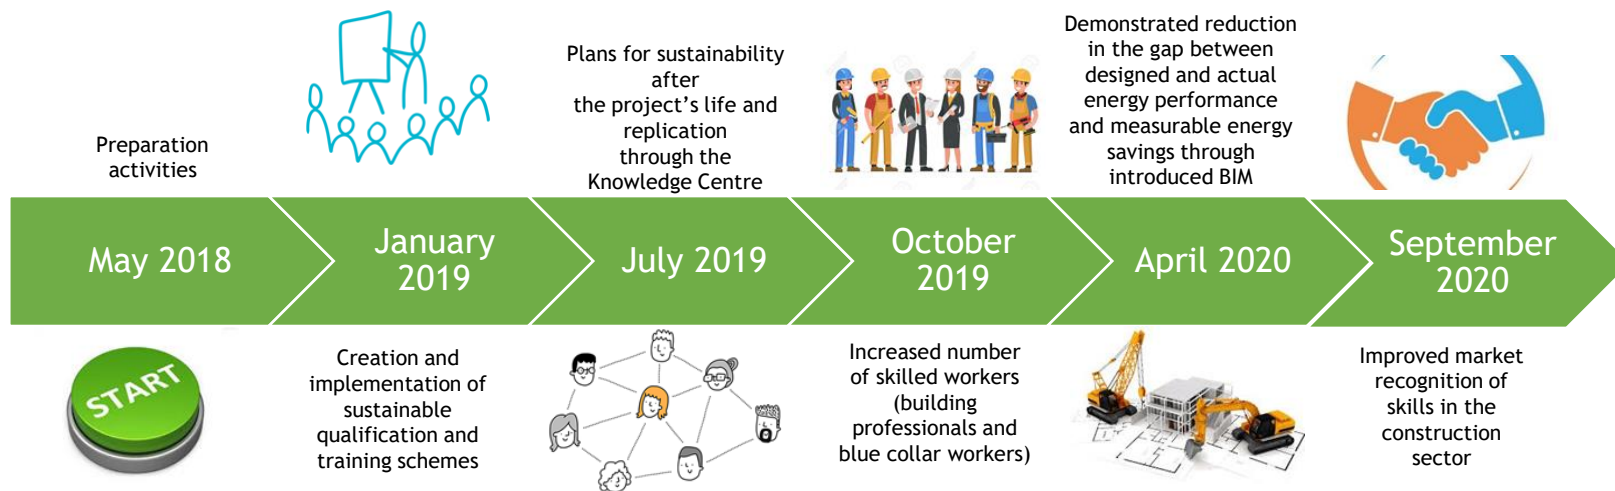 Preparation
activities
Plans for sustainability
after
the project's life and
replication
through the
Knowledge Centre
Demonstrated reduction
in the gap between
designed and actual
energy performance
and measurable energy
savings through
introduced BIM
May 2018
January
2019
July 2019
October
2019
April 2020
September
2020
START
Creation and
implementation of
sustainable
qualification and
training schemes
Increased number
of skilled workers
(building
professionals and
blue collar workers)
Improved market
recognition of
skills in the
construction
sector